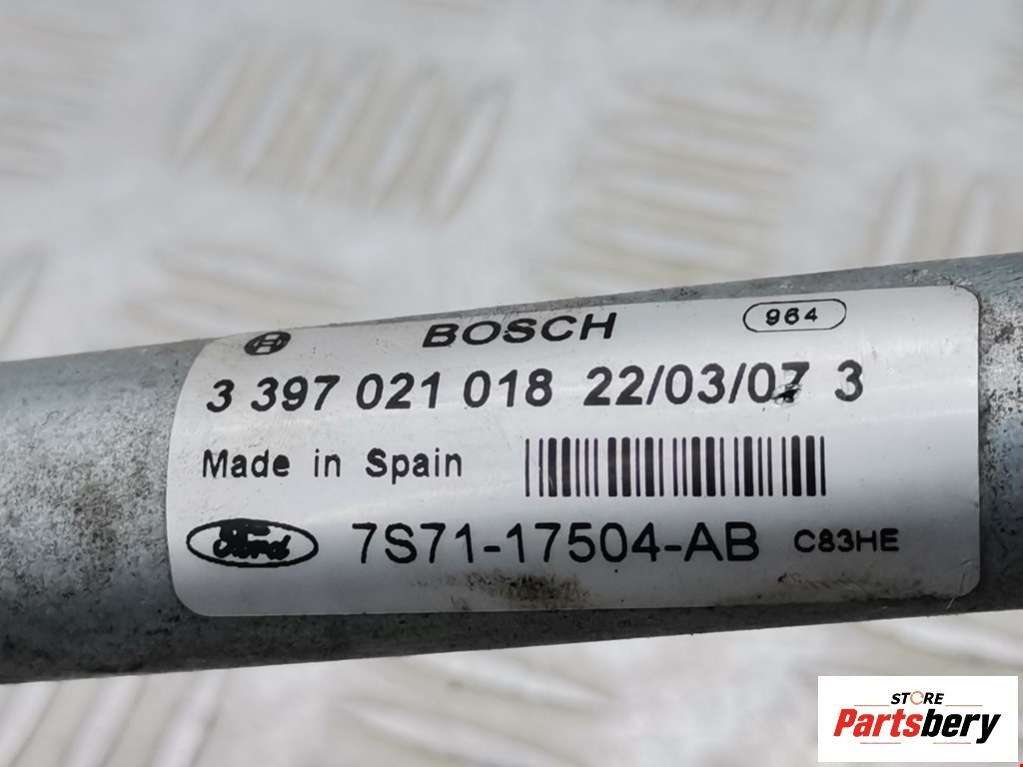 BOSCH 964
3 397 021 018 22/03/07 3
Made in Spain
Ford 7S71-17504-AB C83HE
STORE
Partsbery